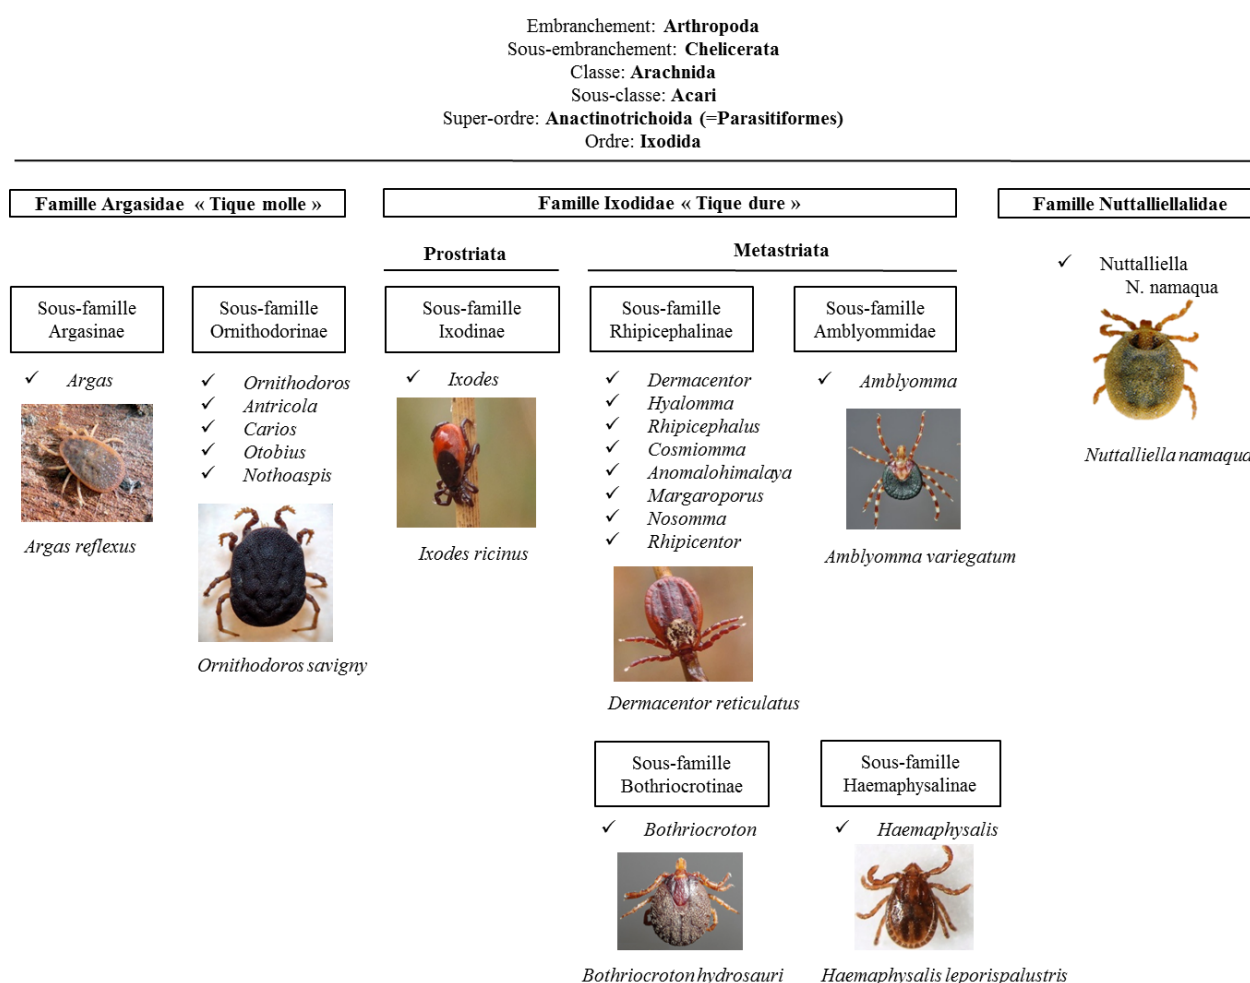 Embranchement: Arthropoda
Sous-embranchement: Chelicerata
Classe: Arachnida
Sous-classe: Acari
Super-ordre: Anactinotrichoida (=Parasitiformes)
Ordre: Ixodida
Famille Argasidae « Tique molle »
Famille Ixodidae « Tique dure »
Famille Nuttalliellalidae
Prostriata
Metastriata
Sous-famille
Argasinae
✓ Argas
Argas reflexus
Sous-famille
Ornithodorinae
✓ Ornithodoros
✓ Antricola
✓ Carios
✓ Otobius
✓ Nothoaspis
Ornithodoros savigny
Sous-famille
Ixodinae
✓ Ixodes
Ixodes ricinus
Sous-famille
Rhipicephalinae
✓ Dermacentor
✓ Hyalomma
✓ Rhipicephalus
✓ Cosmiomma
✓ Anomalohimalaya
✓ Margaroporus
✓ Nosomma
✓ Rhipicentor
Dermacentor reticulatus
Sous-famille
Amblyommidae
✓ Amblyomma
Amblyomma variegatum
✓ Nuttalliella
N. namaqua
Nuttalliella namaqua
Sous-famille
Bothriocrotinae
✓ Bothriocroton
Bothriocroton hydrosauri
Sous-famille
Haemaphysalinae
✓ Haemaphysalis
Haemaphysalis leporispalustris